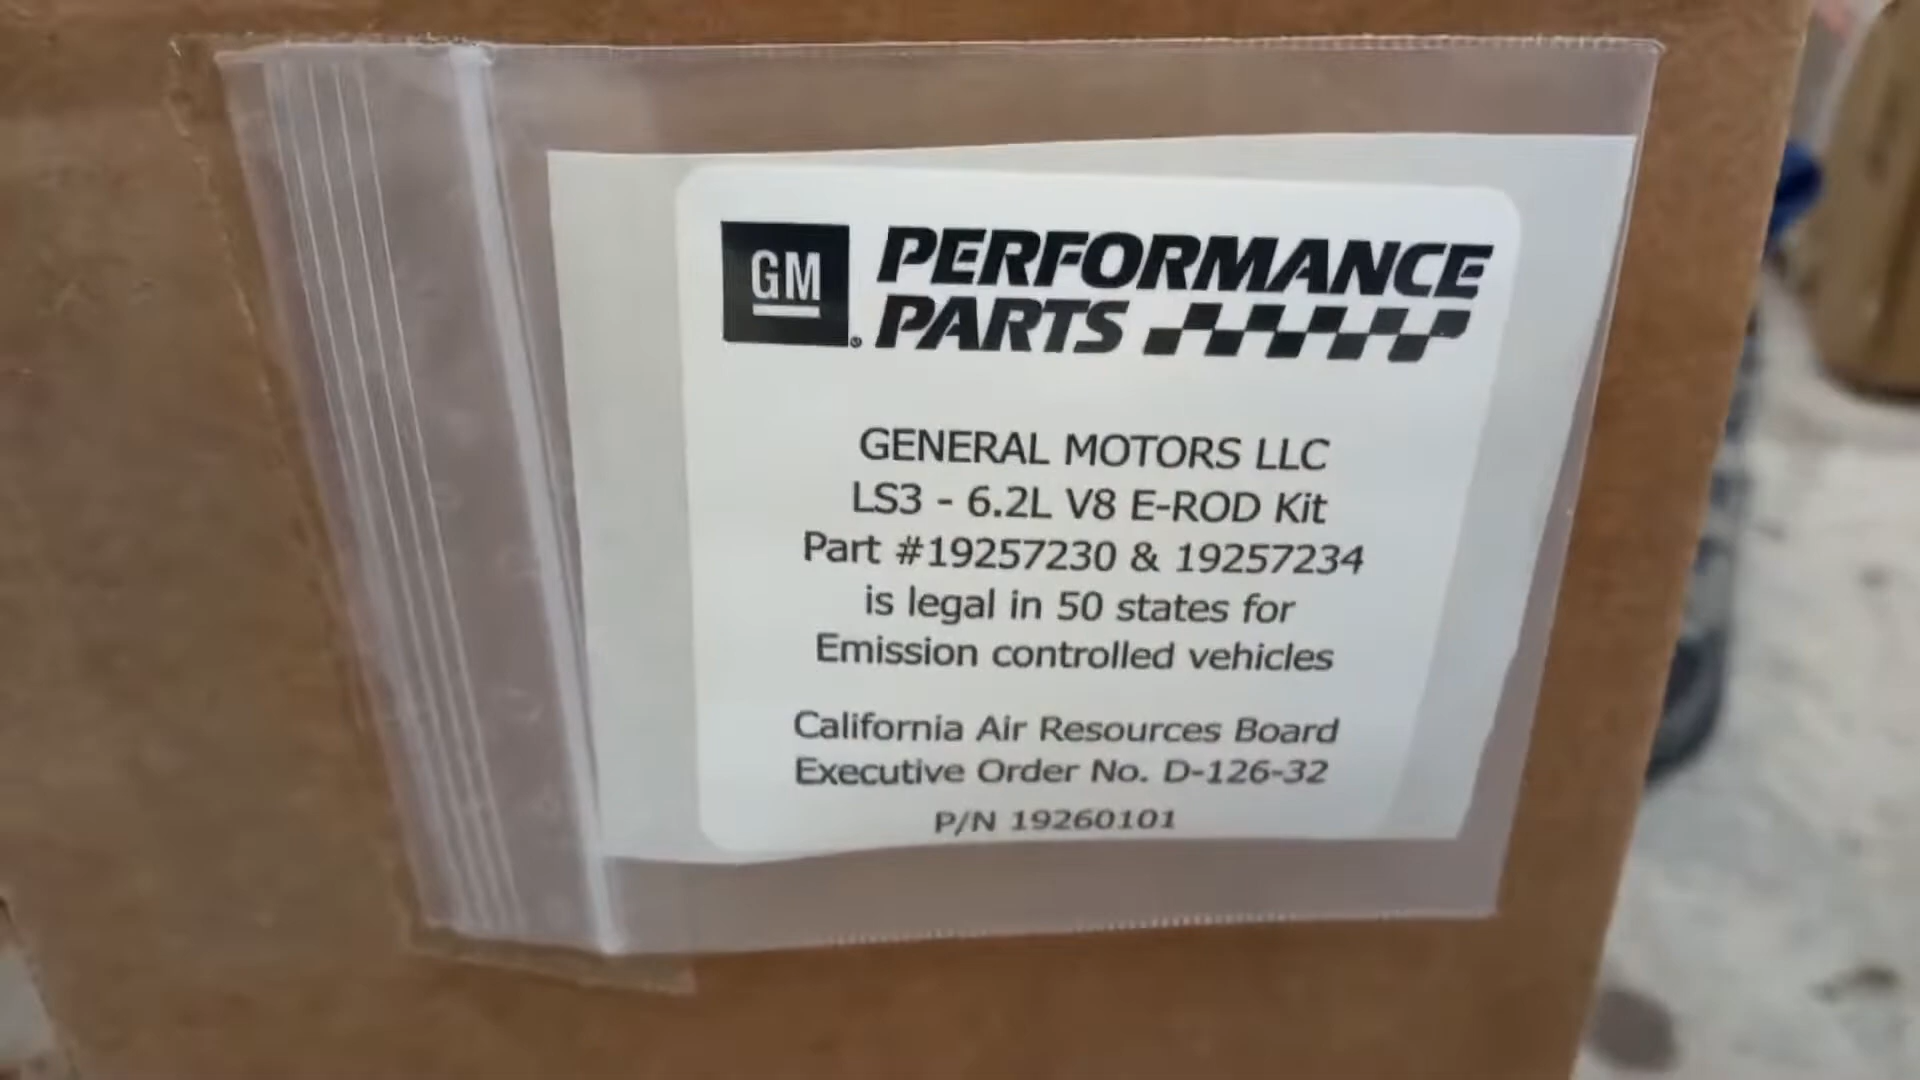 GM
PERFORMANCE
PARTS
GENERAL MOTORS LLC
LS3 - 6.2L V8 E-ROD Kit
Part #19257230 & 19257234
is legal in 50 states for
Emission controlled vehicles
California Air Resources Board
Executive Order No. D-126-32
P/N 19260101